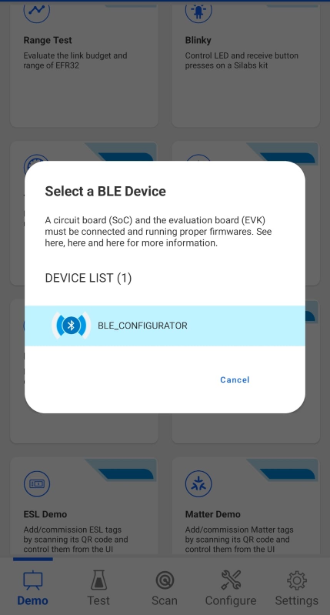 Range Test
Evaluate the link budget and
range of EFR32
Blinky
Control LED and receive button
presses on a Silabs kit
Select a BLE Device
A circuit board (SoC) and the evaluation board (EVK)
must be connected and running proper firmwares. See
here, here and here for more information.
DEVICE LIST (1)
BLE_CONFIGURATOR
Cancel
ESL Demo
Add/commission ESL tags
by scanning its QR code and
control them from the UI
Matter Demo
Add/commission Matter tags
by scanning its QR code and
control them from the UI
Demo
Test
Scan
Configure
Settings